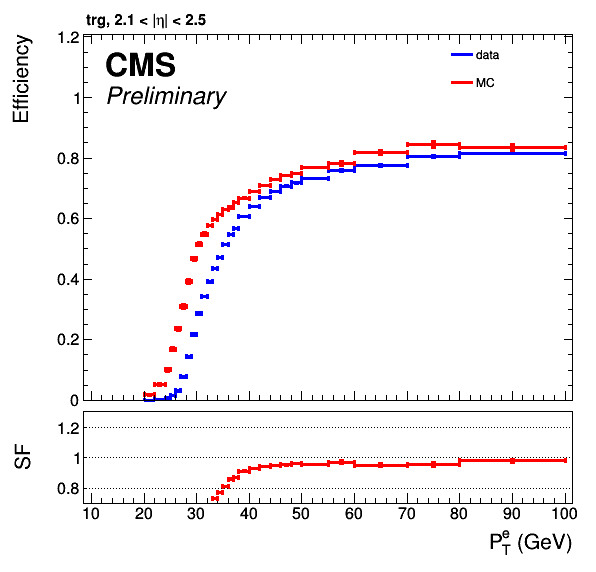 trg, 2.1 < |η| < 2.5
Efficiency
CMS
Preliminary
data
MC
1.2
1
0.8
0.6
0.4
0.2
0
SF
1.2
1
0.8
10 20 30 40 50 60 70 80 90 100
P_T^e (GeV)